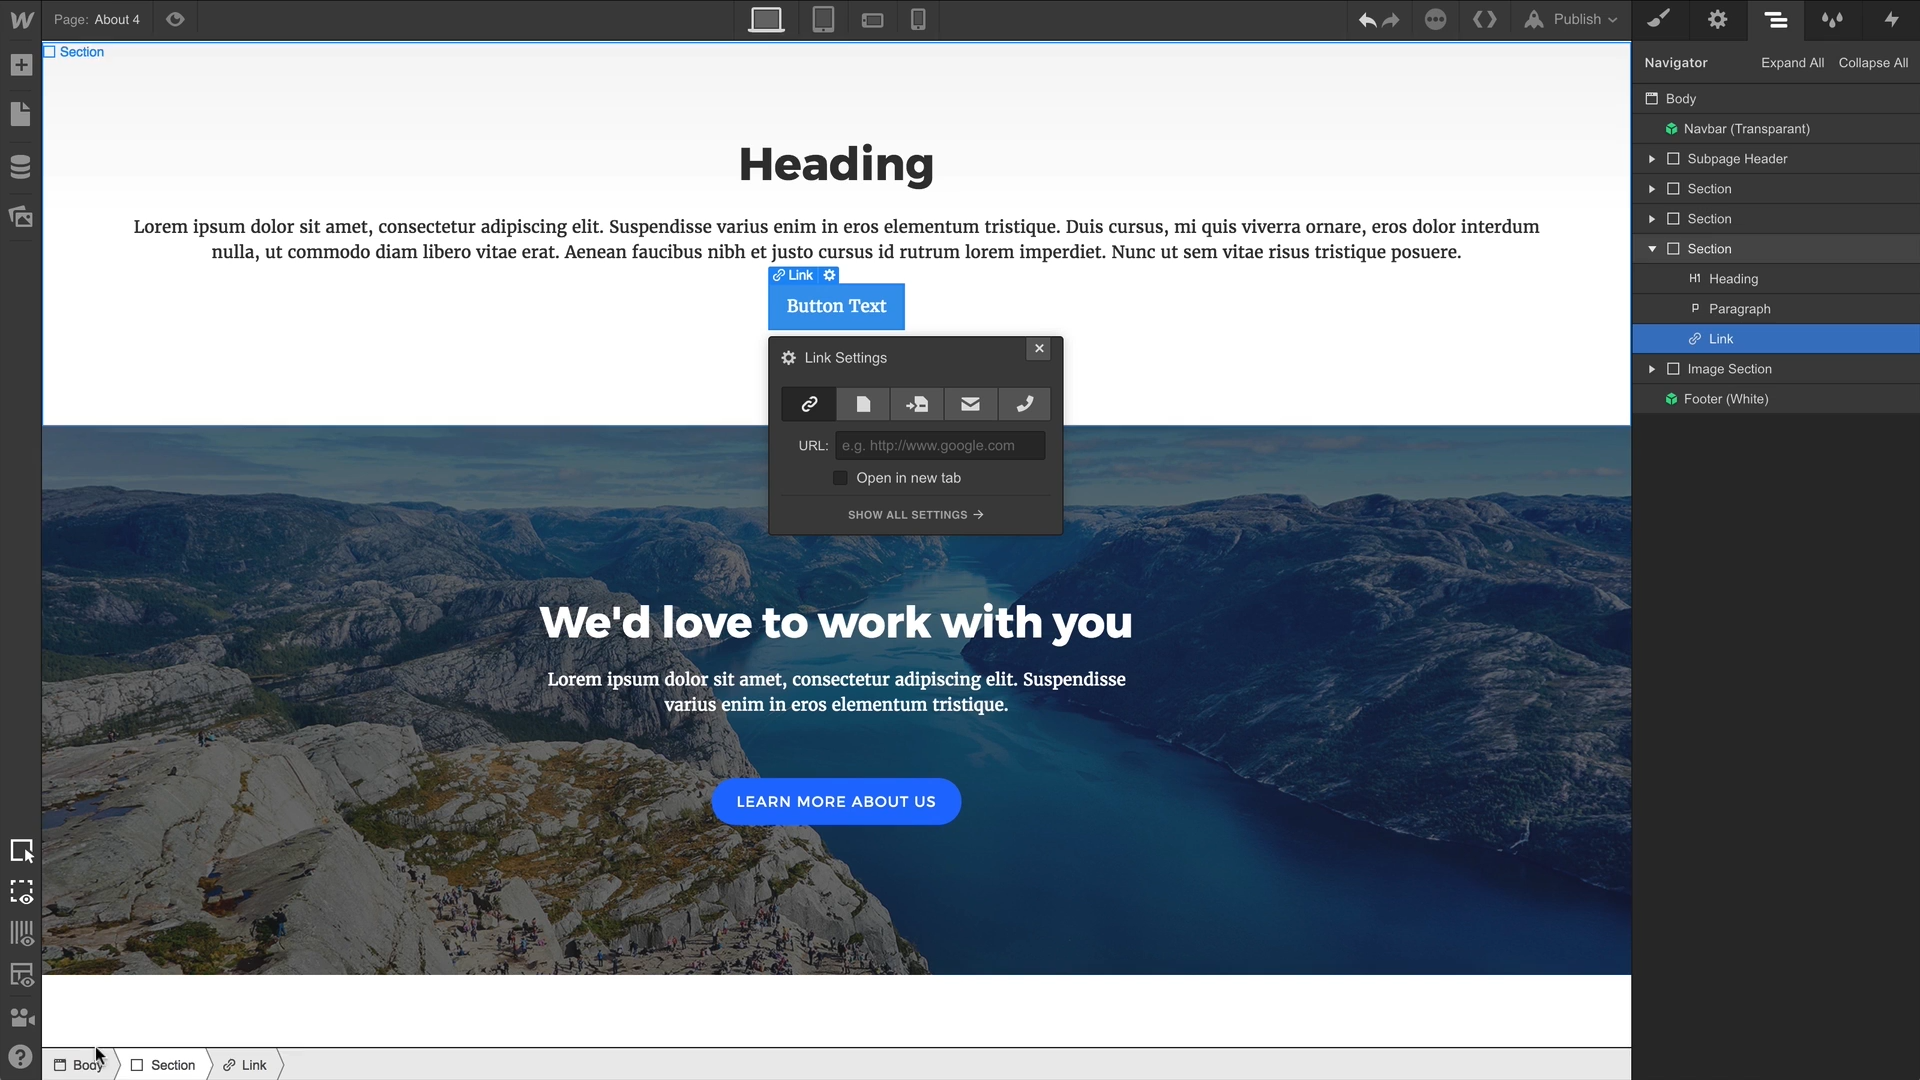 Page: About 4
Publish
Section
Heading
Lorem ipsum dolor sit amet, consectetur adipiscing elit. Suspendisse varius enim in eros elementum tristique. Duis cursus, mi quis viverra ornare, eros dolor interdum
nulla, ut commodo diam libero vitae erat. Aenean faucibus nibh et justo cursus id rutrum lorem imperdiet. Nunc ut sem vitae risus tristique posuere.
Link
Button Text
Link Settings
URL: e.g. http://www.google.com
Open in new tab
SHOW ALL SETTINGS
We'd love to work with you
Lorem ipsum dolor sit amet, consectetur adipiscing elit. Suspendisse
varius enim in eros elementum tristique.
LEARN MORE ABOUT US
Body Section Link
Navigator Expand All Collapse All
Body
Navbar (Transparant)
Subpage Header
Section
Section
Section
H1 Heading
P Paragraph
Link
Image Section
Footer (White)